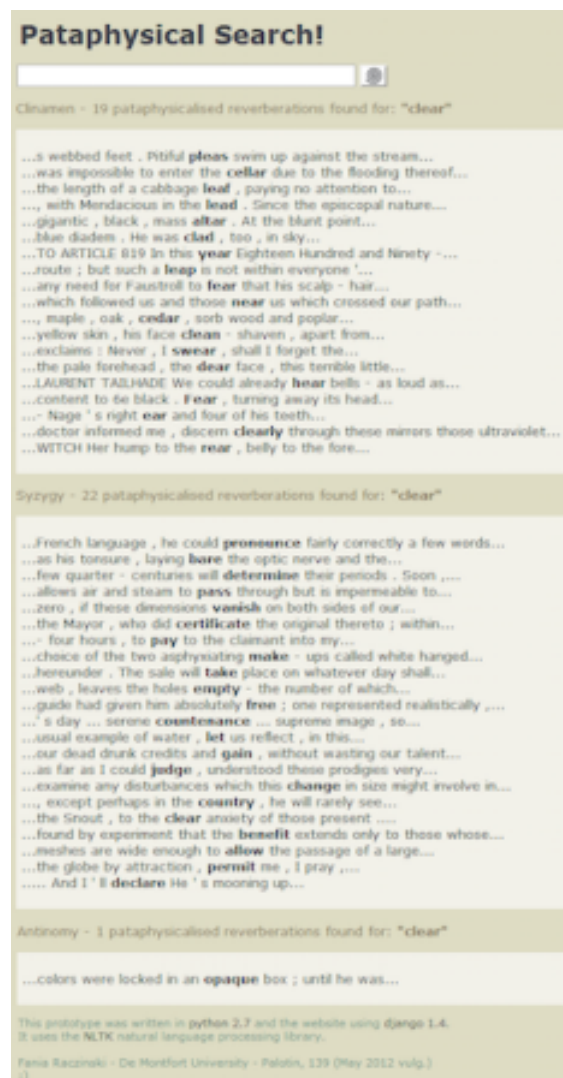 Pataphysical Search!
Clinamen - 19 pataphysicalised reverberations found for: "clear"
...s webbed feet . Pitiful pleas swim up against the stream...
...was impossible to enter the cellar due to the flooding thereof...
...the length of a cabbage leaf , paying no attention to...
..., with Mendacious in the lead . Since the episcopal nature...
...gigantic , black , mass altar . At the blunt point...
...blue diadem . He was clad , too , in sky...
...TO ARTICLE 819 In this year Eighteen Hundred and Ninety -...
...route ; but such a leap is not within everyone '...
...any need for Faustroll to fear that his scalp - hair...
...which followed us and those near us which crossed our path...
..., maple , oak , cedar , sorb wood and poplar...
...yellow skin , his face clean - shaven , apart from...
...exclaims : Never , I swear , shall I forget the...
...the pale forehead , the dear face , this terrible little...
...LAURENT TAILHADE We could already hear bells - as loud as...
...content to 6e black . Fear , turning away its head...
...- Nage ' s right ear and four of his teeth...
...doctor informed me , discern clearly through these mirrors those ultraviolet...
...WITCH Her hump to the rear , belly to the fore...
Syzygy - 22 pataphysicalised reverberations found for: "clear"
...French language , he could pronounce fairly correctly a few words...
...as his tonsure , laying bare the optic nerve and the...
...few quarter - centuries will determine their periods . Soon ,...
...allows air and steam to pass through but is impermeable to...
...zero , if these dimensions vanish on both sides of our...
...the Mayor , who did certificate the original thereto ; within...
...- four hours , to pay to the claimant into my...
...choice of the two asphyxiating make - ups called white hanged...
...hereunder . The sale will take place on whatever day shall...
...web , leaves the holes empty - the number of which...
...guide had given him absolutely free ; one represented realistically ,...
...' s day ... serene countenance ... supreme image , so...
...usual example of water , let us reflect , in this...
...our dead drunk credits and gain , without wasting our talent...
...as far as I could judge , understood these prodigies very...
...examine any disturbances which this change in size might involve in...
..., except perhaps in the country , he will rarely see...
...the Snout , to the clear anxiety of those present ....
...found by experiment that the benefit extends only to those whose...
...meshes are wide enough to allow the passage of a large...
...the globe by attraction , permit me , I pray ,...
..... And I ' ll declare He ' s mooning up...
Antinomy - 1 pataphysicalised reverberations found for: "clear"
...colors were locked in an opaque box ; until he was...
This prototype was written in python 2.7 and the website using django 1.4.
It uses the NLTK natural language processing library.
Fania Raczinski - De Montfort University - Palotin, 139 (May 2012 vulg.)
:)